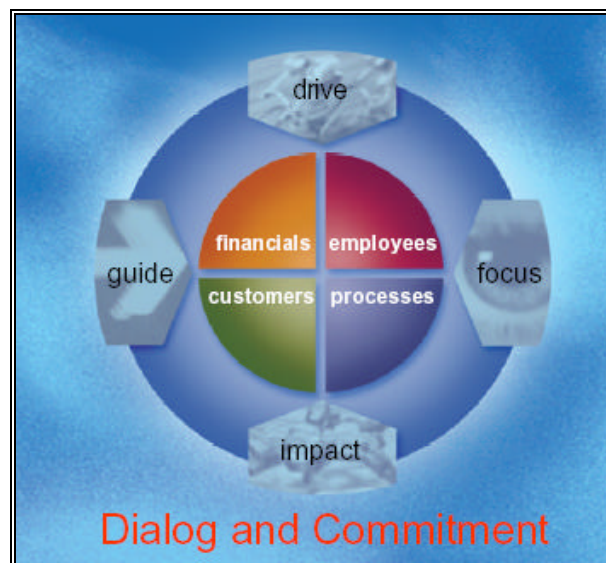 drive
financials employees
guide
focus
customers processes
impact
Dialog and Commitment